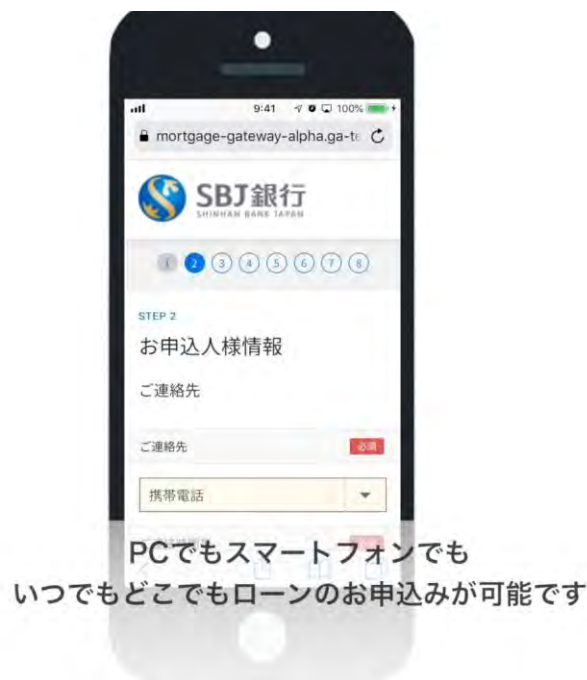 9:41 100%
mortgage-gateway-alpha.ga-te
SBJ銀行
SHINHAN BANK JAPAN
1 2 3 4 5 6 7 8
STEP 2
お申込人様情報
ご連絡先
ご連絡先 必須
携帯電話
PCでもスマートフォンでも
いつでもどこでもローンのお申込みが可能です